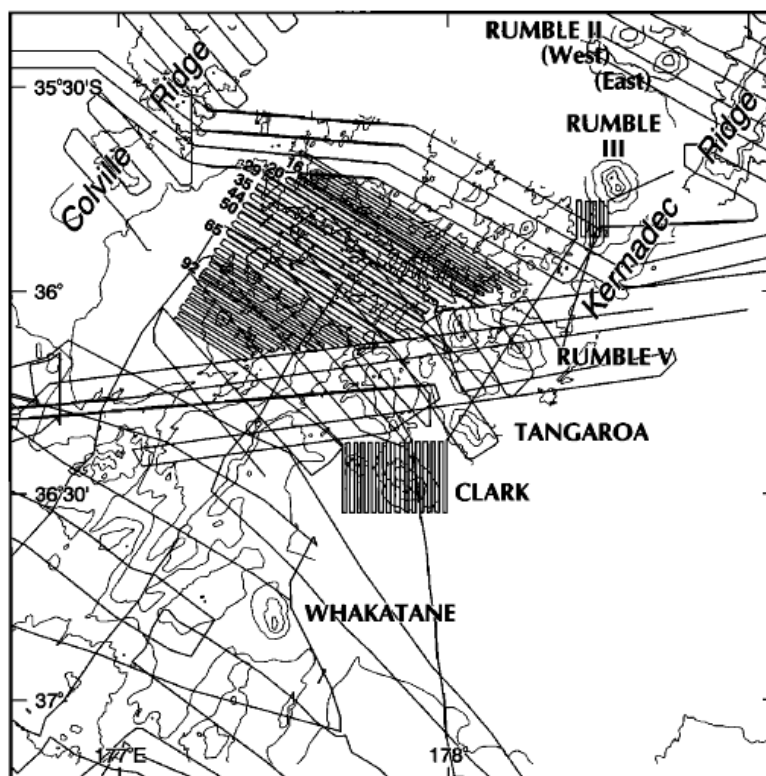 RUMBLE II
(West)
(East)
Ridge
35°30'S
RUMBLE
III
Ridge
16
20
29
35
44
50
65
92
Colville
Kermadec
36°
RUMBLE V
TANGAROA
CLARK
36°30'
WHAKATANE
37°
177°E
178°